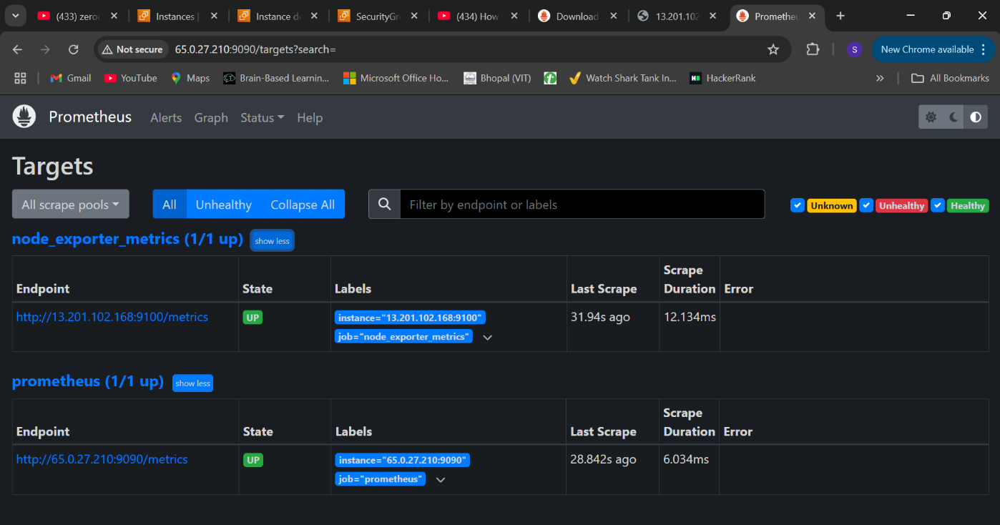 (433) zeroc
Instances |
Instance de
SecurityGro
(434) How
Download
13.201.102
Prometheu
Not secure
65.0.27.210:9090/targets?search=
S
New Chrome available
Gmail
YouTube
Maps
Brain-Based Learnin...
Microsoft Office Ho...
Bhopal (VIT)
Watch Shark Tank In...
HackerRank
»
All Bookmarks
Prometheus
Alerts
Graph
Status
Help
Targets
All scrape pools
All
Unhealthy
Collapse All
Filter by endpoint or labels
Unknown
Unhealthy
Healthy
node_exporter_metrics (1/1 up)
show less
Endpoint
State
Labels
Last Scrape
Scrape
Duration
Error
http://13.201.102.168:9100/metrics
UP
instance="13.201.102.168:9100"
job="node_exporter_metrics"
31.94s ago
12.134ms
prometheus (1/1 up)
show less
Endpoint
State
Labels
Last Scrape
Scrape
Duration
Error
http://65.0.27.210:9090/metrics
UP
instance="65.0.27.210:9090"
job="prometheus"
28.842s ago
6.034ms